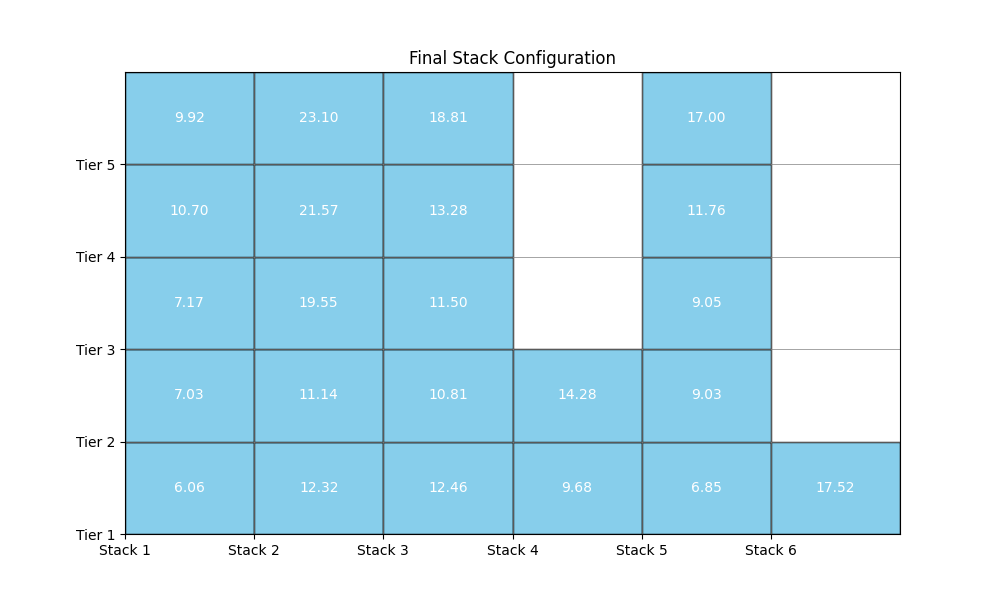 Final Stack Configuration
9.92 23.10 18.81 17.00
Tier 5
10.70 21.57 13.28 11.76
Tier 4
7.17 19.55 11.50 9.05
Tier 3
7.03 11.14 10.81 14.28 9.03
Tier 2
6.06 12.32 12.46 9.68 6.85 17.52
Tier 1
Stack 1 Stack 2 Stack 3 Stack 4 Stack 5 Stack 6